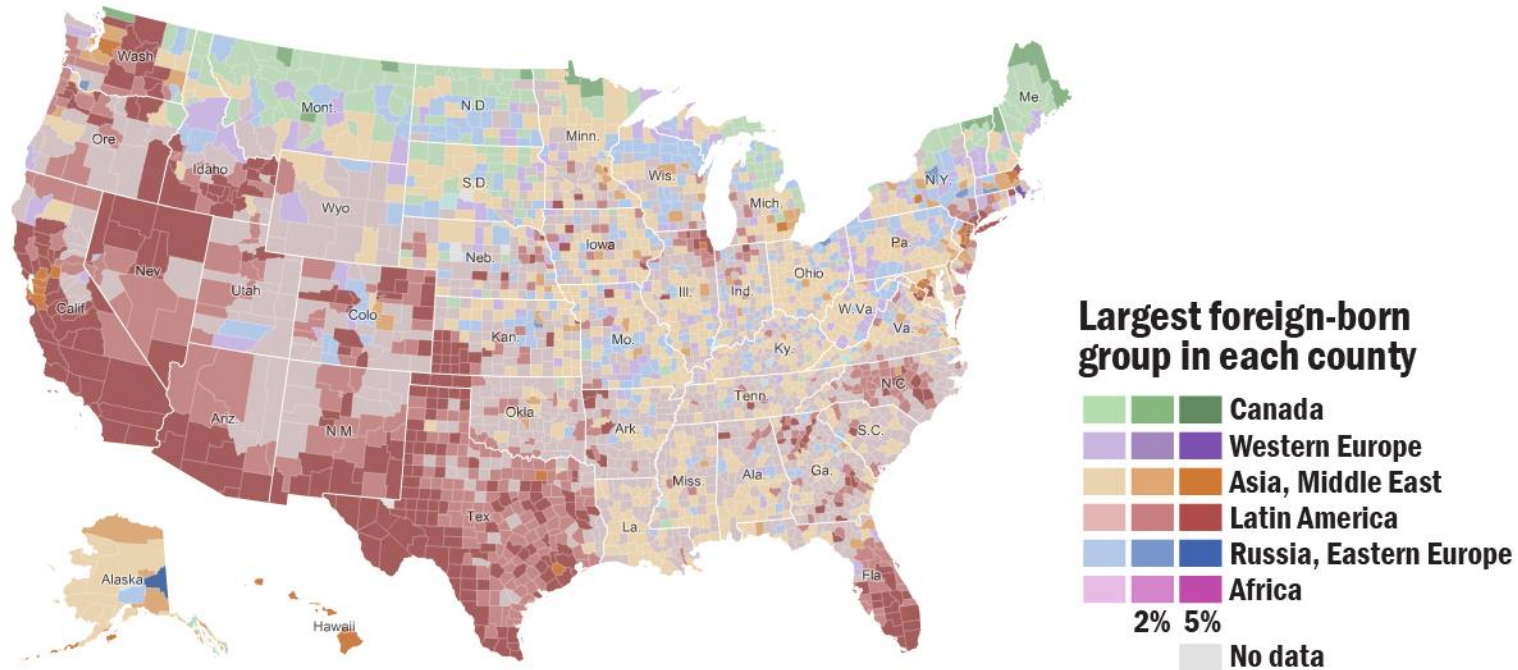 Wash.
Mont.
N.D.
Minn.
Me.
Ore.
Idaho
S.D.
Wis.
N.Y.
Wyo.
Mich.
Iowa
Pa.
Nev.
Neb.
Utah
Ill.
Ind.
Ohio
Calif.
Colo.
Kan.
Mo.
W.Va.
Va.
Ky.
Ariz.
N.M.
Okla.
Tenn.
N.C.
Ark.
S.C.
Miss.
Ala.
Ga.
Tex.
La.
Fla.
Alaska
Hawaii
Largest foreign-born
group in each county
Canada
Western Europe
Asia, Middle East
Latin America
Russia, Eastern Europe
Africa
2% 5%
No data